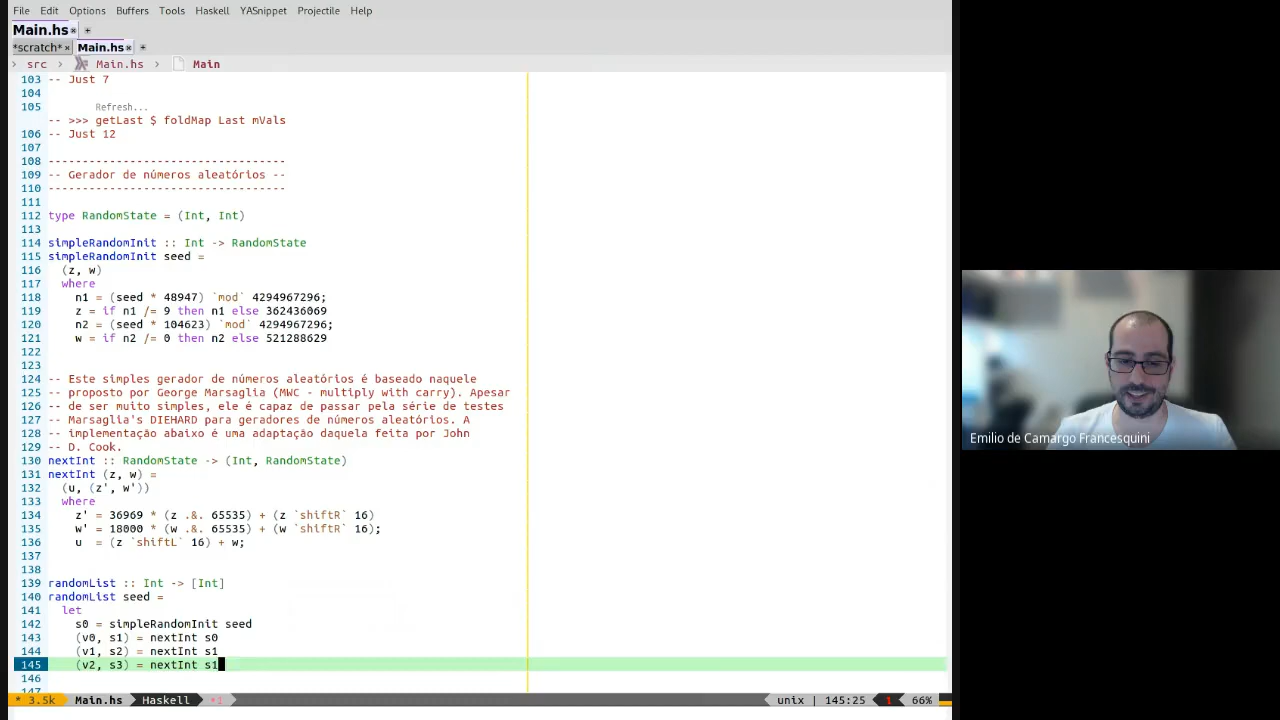 File Edit Options Buffers Tools Haskell YASnippet Projectile Help
Main.hs
*scratch* Main.hs
src Main.hs Main
103 -- Just 7
104
105 Refresh...
-- >>> getLast $ foldMap Last mVals
106 -- Just 12
107
108 -----------------------------------
109 -- Gerador de números aleatórios --
110 -----------------------------------
111
112 type RandomState = (Int, Int)
113
114 simpleRandomInit :: Int -> RandomState
115 simpleRandomInit seed =
116 (z, w)
117 where
118 n1 = (seed * 48947) `mod` 4294967296;
119 z = if n1 /= 9 then n1 else 362436069
120 n2 = (seed * 104623) `mod` 4294967296;
121 w = if n2 /= 0 then n2 else 521288629
122
123
124 -- Este simples gerador de números aleatórios é baseado naquele
125 -- proposto por George Marsaglia (MWC - multiply with carry). Apesar
126 -- de ser muito simples, ele é capaz de passar pela série de testes
127 -- Marsaglia's DIEHARD para geradores de números aleatórios. A
128 -- implementação abaixo é uma adaptação daquela feita por John
129 -- D. Cook.
130 nextInt :: RandomState -> (Int, RandomState)
131 nextInt (z, w) =
132 (u, (z', w'))
133 where
134 z' = 36969 * (z .&. 65535) + (z `shiftR` 16)
135 w' = 18000 * (w .&. 65535) + (w `shiftR` 16);
136 u = (z `shiftL` 16) + w;
137
138
139 randomList :: Int -> [Int]
140 randomList seed =
141 let
142 s0 = simpleRandomInit seed
143 (v0, s1) = nextInt s0
144 (v1, s2) = nextInt s1
145 (v2, s3) = nextInt s1
146
* 3.5k Main.hs Haskell unix 145:25 1 66%
Emilio de Camargo Francesquini